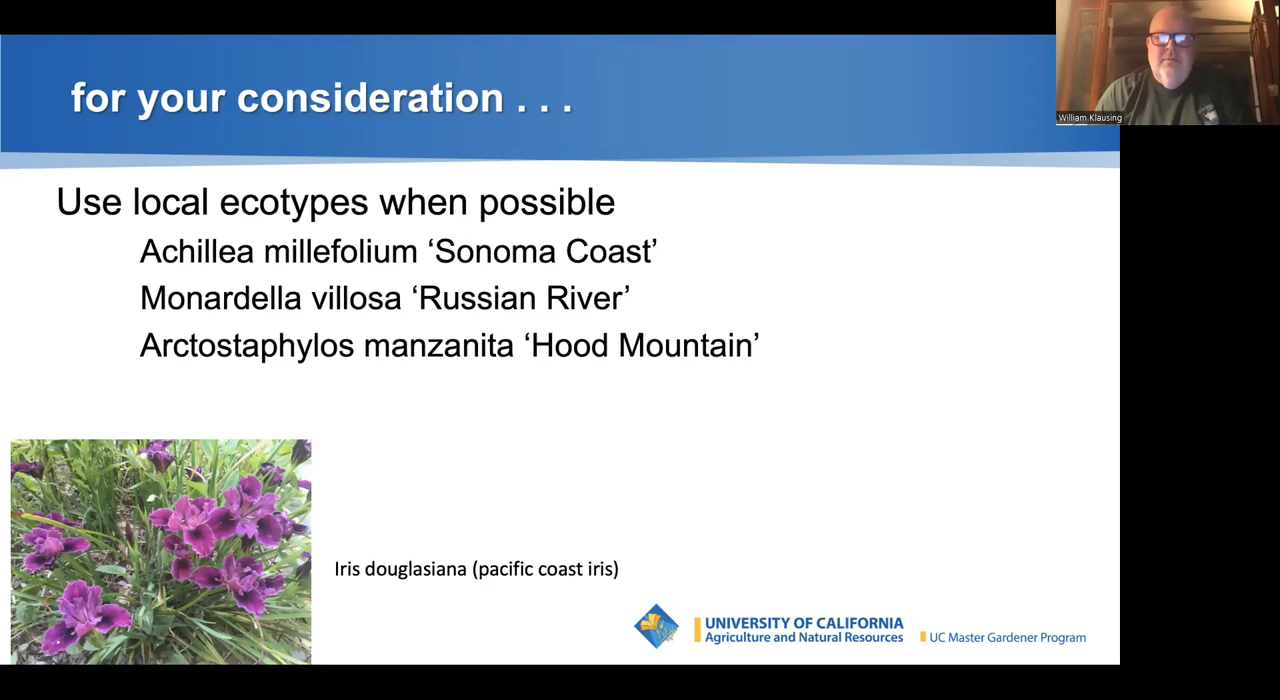 for your consideration . . .
William Klausing
Use local ecotypes when possible
Achillea millefolium ‘Sonoma Coast’
Monardella villosa ‘Russian River’
Arctostaphylos manzanita ‘Hood Mountain’
Iris douglasiana (pacific coast iris)
UNIVERSITY OF CALIFORNIA
Agriculture and Natural Resources
UC Master Gardener Program